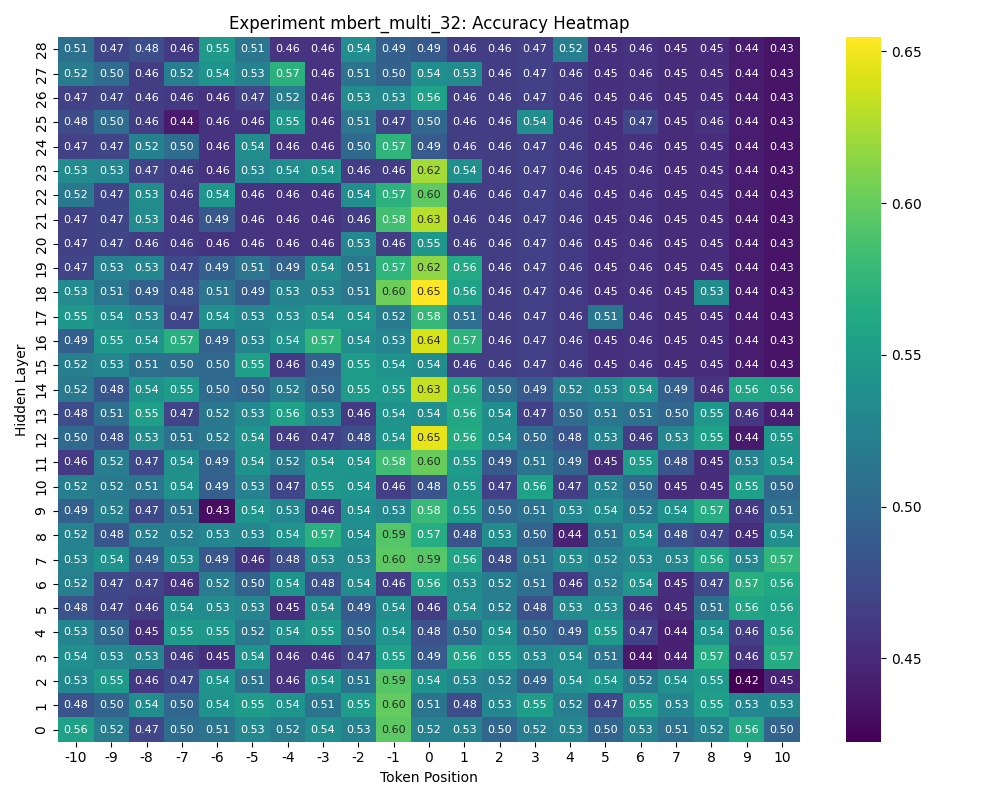 Experiment mbert_multi_32: Accuracy Heatmap
28 0.51 0.47 0.48 0.46 0.55 0.51 0.46 0.46 0.54 0.49 0.49 0.46 0.46 0.47 0.52 0.45 0.46 0.45 0.45 0.44 0.43
27 0.52 0.50 0.46 0.52 0.54 0.53 0.57 0.46 0.51 0.50 0.54 0.53 0.46 0.47 0.46 0.45 0.46 0.45 0.45 0.44 0.43
26 0.47 0.47 0.46 0.46 0.46 0.47 0.52 0.46 0.53 0.53 0.56 0.46 0.46 0.47 0.46 0.45 0.46 0.45 0.45 0.44 0.43
25 0.48 0.50 0.46 0.44 0.46 0.46 0.55 0.46 0.51 0.47 0.50 0.46 0.46 0.54 0.46 0.45 0.47 0.45 0.46 0.44 0.43
24 0.47 0.47 0.52 0.50 0.46 0.54 0.46 0.46 0.50 0.57 0.49 0.46 0.46 0.47 0.46 0.45 0.46 0.45 0.45 0.44 0.43
23 0.53 0.53 0.47 0.46 0.46 0.53 0.54 0.54 0.46 0.46 0.62 0.54 0.46 0.47 0.46 0.45 0.46 0.45 0.45 0.44 0.43
22 0.52 0.47 0.53 0.46 0.54 0.46 0.46 0.46 0.54 0.57 0.60 0.46 0.46 0.47 0.46 0.45 0.46 0.45 0.45 0.44 0.43
21 0.47 0.47 0.53 0.46 0.49 0.46 0.46 0.46 0.46 0.58 0.63 0.46 0.46 0.47 0.46 0.45 0.46 0.45 0.45 0.44 0.43
20 0.47 0.47 0.46 0.46 0.46 0.46 0.46 0.46 0.53 0.46 0.55 0.46 0.46 0.47 0.46 0.45 0.46 0.45 0.45 0.44 0.43
19 0.47 0.53 0.53 0.47 0.49 0.51 0.49 0.54 0.51 0.57 0.62 0.56 0.46 0.47 0.46 0.45 0.46 0.45 0.45 0.44 0.43
18 0.53 0.51 0.49 0.48 0.51 0.49 0.53 0.53 0.51 0.60 0.65 0.56 0.46 0.47 0.46 0.45 0.46 0.45 0.53 0.44 0.43
17 0.55 0.54 0.53 0.47 0.54 0.53 0.53 0.54 0.54 0.52 0.58 0.51 0.46 0.47 0.46 0.51 0.46 0.45 0.45 0.44 0.43
16 0.49 0.55 0.54 0.57 0.49 0.53 0.54 0.57 0.54 0.53 0.64 0.57 0.46 0.47 0.46 0.45 0.46 0.45 0.45 0.44 0.43
15 0.52 0.53 0.51 0.50 0.50 0.55 0.46 0.49 0.55 0.54 0.54 0.46 0.46 0.47 0.46 0.45 0.46 0.45 0.45 0.44 0.43
14 0.52 0.48 0.54 0.55 0.50 0.50 0.52 0.50 0.55 0.55 0.63 0.56 0.50 0.49 0.52 0.53 0.54 0.49 0.46 0.56 0.56
13 0.48 0.51 0.55 0.47 0.52 0.53 0.56 0.53 0.46 0.54 0.54 0.56 0.54 0.47 0.50 0.51 0.51 0.50 0.55 0.46 0.44
12 0.50 0.48 0.53 0.51 0.52 0.54 0.46 0.47 0.48 0.54 0.65 0.56 0.54 0.50 0.48 0.53 0.46 0.53 0.55 0.44 0.55
11 0.46 0.52 0.47 0.54 0.49 0.54 0.52 0.54 0.54 0.58 0.60 0.55 0.49 0.51 0.49 0.45 0.55 0.48 0.45 0.53 0.54
10 0.52 0.52 0.51 0.54 0.49 0.53 0.47 0.55 0.54 0.46 0.48 0.55 0.47 0.56 0.47 0.52 0.50 0.45 0.45 0.55 0.50
9 0.49 0.52 0.47 0.51 0.43 0.54 0.53 0.46 0.54 0.53 0.58 0.55 0.50 0.51 0.53 0.54 0.52 0.54 0.57 0.46 0.51
8 0.52 0.48 0.52 0.52 0.53 0.53 0.54 0.57 0.54 0.59 0.57 0.48 0.53 0.50 0.44 0.51 0.54 0.48 0.47 0.45 0.54
7 0.53 0.54 0.49 0.53 0.49 0.46 0.48 0.53 0.53 0.60 0.59 0.56 0.48 0.51 0.53 0.52 0.53 0.53 0.56 0.53 0.57
6 0.52 0.47 0.47 0.46 0.52 0.50 0.54 0.48 0.54 0.46 0.56 0.53 0.52 0.51 0.46 0.52 0.54 0.45 0.47 0.57 0.56
5 0.48 0.47 0.46 0.54 0.53 0.53 0.45 0.54 0.49 0.54 0.46 0.54 0.52 0.48 0.53 0.53 0.46 0.45 0.51 0.56 0.56
4 0.53 0.50 0.45 0.55 0.55 0.52 0.54 0.55 0.50 0.54 0.48 0.50 0.54 0.50 0.49 0.55 0.47 0.44 0.54 0.46 0.56
3 0.54 0.53 0.53 0.46 0.45 0.54 0.46 0.46 0.47 0.55 0.49 0.56 0.55 0.53 0.54 0.51 0.44 0.44 0.57 0.46 0.57
2 0.53 0.55 0.46 0.47 0.54 0.51 0.46 0.54 0.51 0.59 0.54 0.53 0.52 0.49 0.54 0.54 0.52 0.54 0.55 0.42 0.45
1 0.48 0.50 0.54 0.50 0.54 0.55 0.54 0.51 0.55 0.60 0.51 0.48 0.53 0.55 0.52 0.47 0.55 0.53 0.55 0.53 0.53
0 0.56 0.52 0.47 0.50 0.51 0.53 0.52 0.54 0.53 0.60 0.52 0.53 0.50 0.52 0.53 0.50 0.53 0.51 0.52 0.56 0.50
-10 -9 -8 -7 -6 -5 -4 -3 -2 -1 0 1 2 3 4 5 6 7 8 9 10
Token Position
Hidden Layer
0.65
0.60
0.55
0.50
0.45